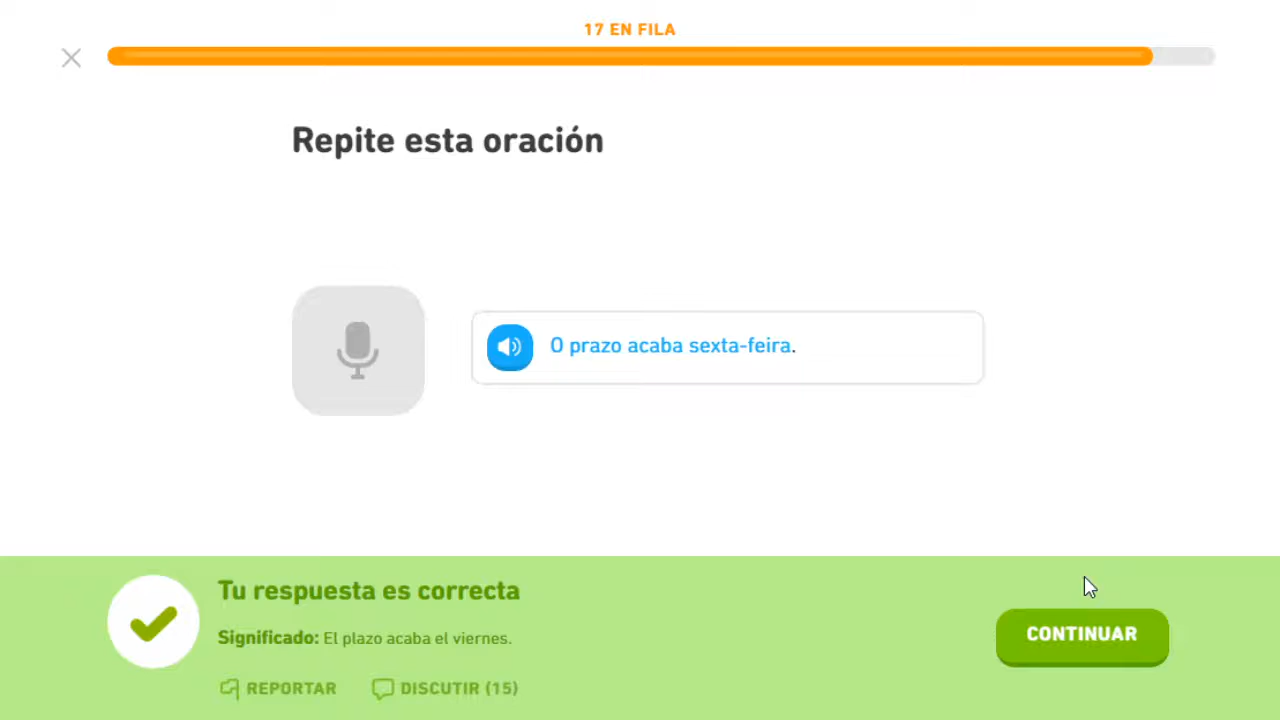 17 EN FILA
Repite esta oración
O prazo acaba sexta-feira.
Tu respuesta es correcta
Significado: El plazo acaba el viernes.
CONTINUAR
REPORTAR
DISCUTIR (15)